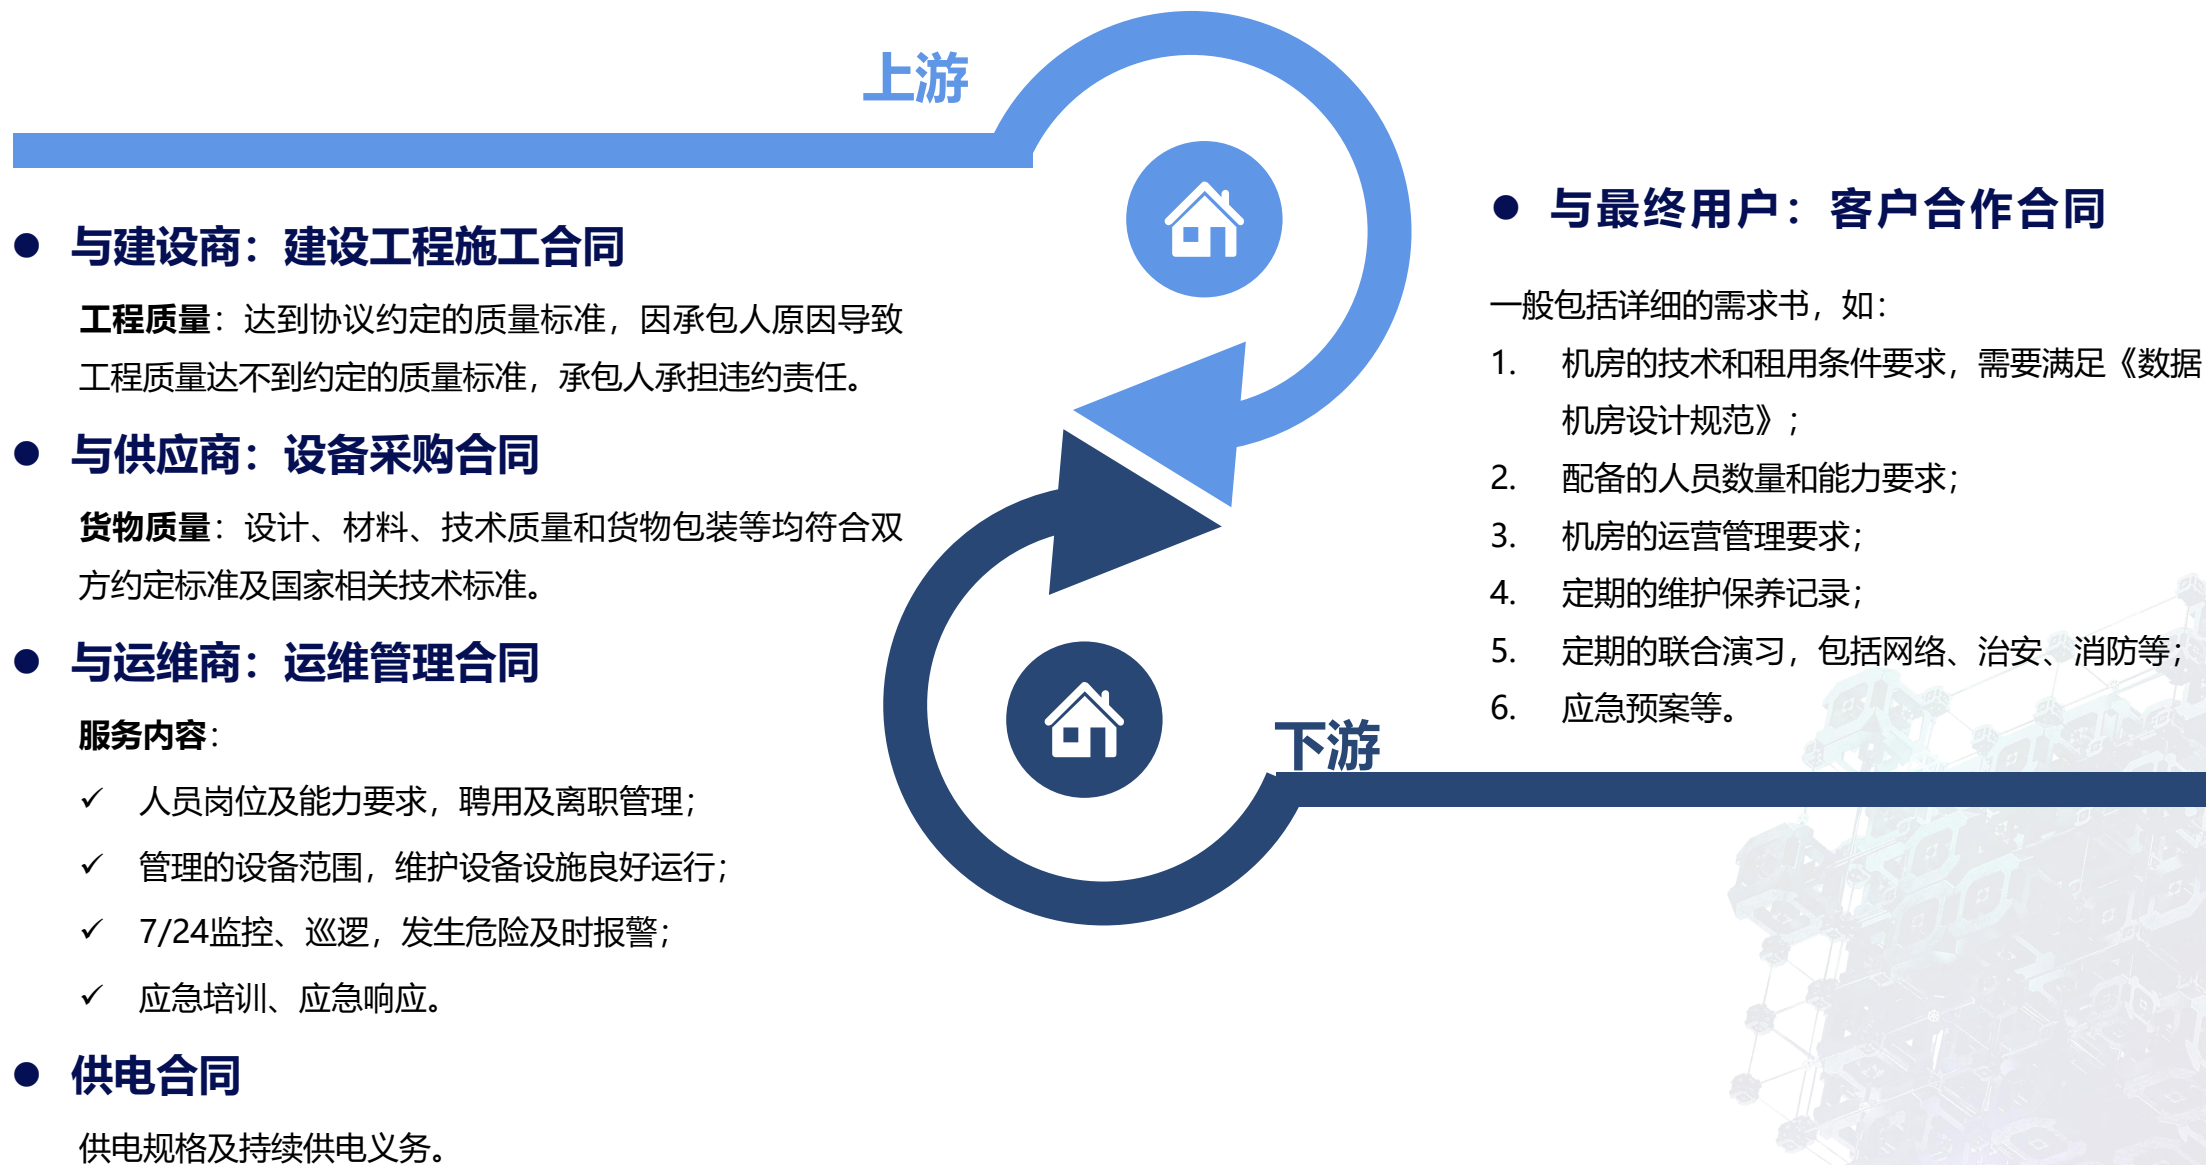 上游
与建设商：建设工程施工合同
工程质量：达到协议约定的质量标准，因承包人原因导致
工程质量达不到约定的质量标准，承包人承担违约责任。
与供应商：设备采购合同
货物质量：设计、材料、技术质量和货物包装等均符合双
方约定标准及国家相关技术标准。
与运维商：运维管理合同
服务内容：
✓ 人员岗位及能力要求，聘用及离职管理；
✓ 管理的设备范围，维护设备设施良好运行；
✓ 7/24监控、巡逻，发生危险及时报警；
✓ 应急培训、应急响应。
供电合同
供电规格及持续供电义务。
与最终用户：客户合作合同
一般包括详细的需求书，如：
1. 机房的技术和租用条件要求，需要满足《数据
机房设计规范》；
2. 配备的人员数量和能力要求；
3. 机房的运营管理要求；
4. 定期的维护保养记录；
5. 定期的联合演习，包括网络、治安、消防等；
6. 应急预案等。
下游